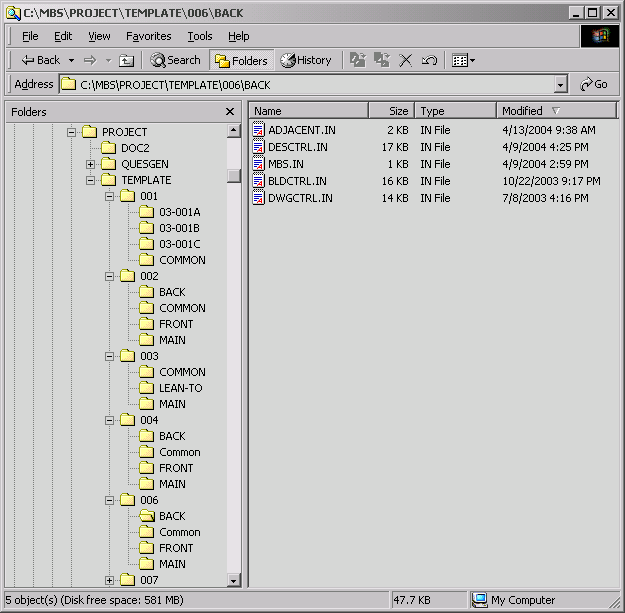 C:\MBS\PROJECT\TEMPLATE\006\BACK
File Edit View Favorites Tools Help
Back Search Folders History
Address C:\MBS\PROJECT\TEMPLATE\006\BACK Go
Folders
PROJECT
DOC2
QUESGEN
TEMPLATE
001
03-001A
03-001B
03-001C
COMMON
002
BACK
COMMON
FRONT
MAIN
003
COMMON
LEAN-TO
MAIN
004
BACK
Common
FRONT
MAIN
006
BACK
Common
FRONT
MAIN
007
Name Size Type Modified
ADJACENT.IN 2 KB IN File 4/13/2004 9:38 AM
DESCTRL.IN 17 KB IN File 4/9/2004 4:25 PM
MBS.IN 1 KB IN File 4/9/2004 2:59 PM
BLDCTRL.IN 16 KB IN File 10/22/2003 9:17 PM
DWGCTRL.IN 14 KB IN File 7/8/2003 4:16 PM
5 object(s) (Disk free space: 581 MB) 47.7 KB My Computer